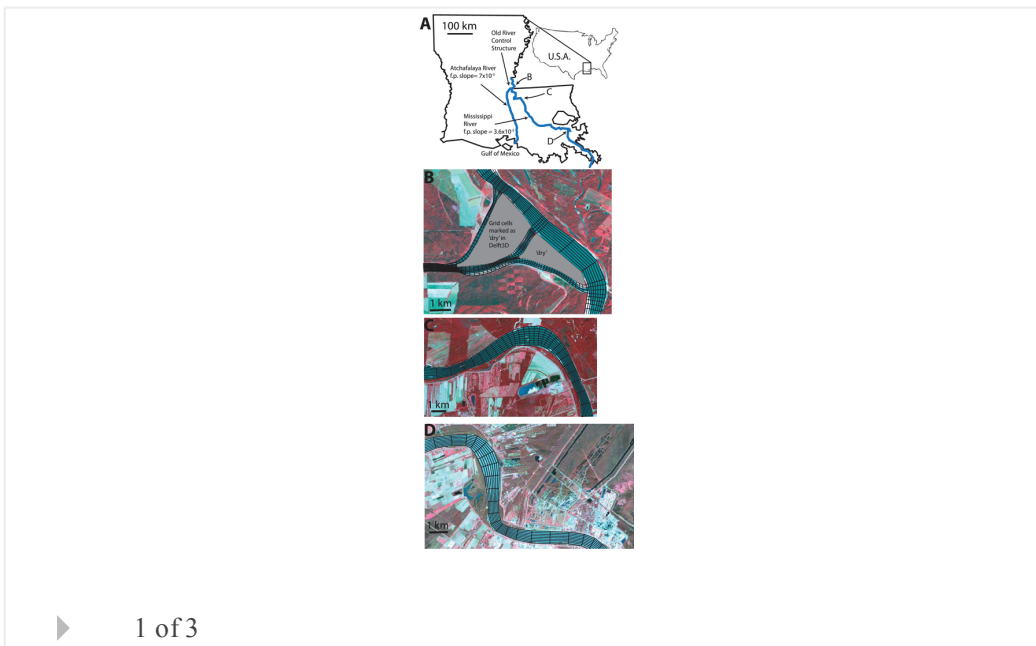 A
100 km
Old River
Control
Structure
U.S.A.
Atchafalaya River
f.p. slope= 7x10⁻⁵
B
C
Mississippi
River
f.p. slope = 3.6x10⁻⁵
D
Gulf of Mexico
B
Grid cells
marked as
'dry' in
Delft3D
'dry'
1 km
C
1 km
D
1 km
1 of 3